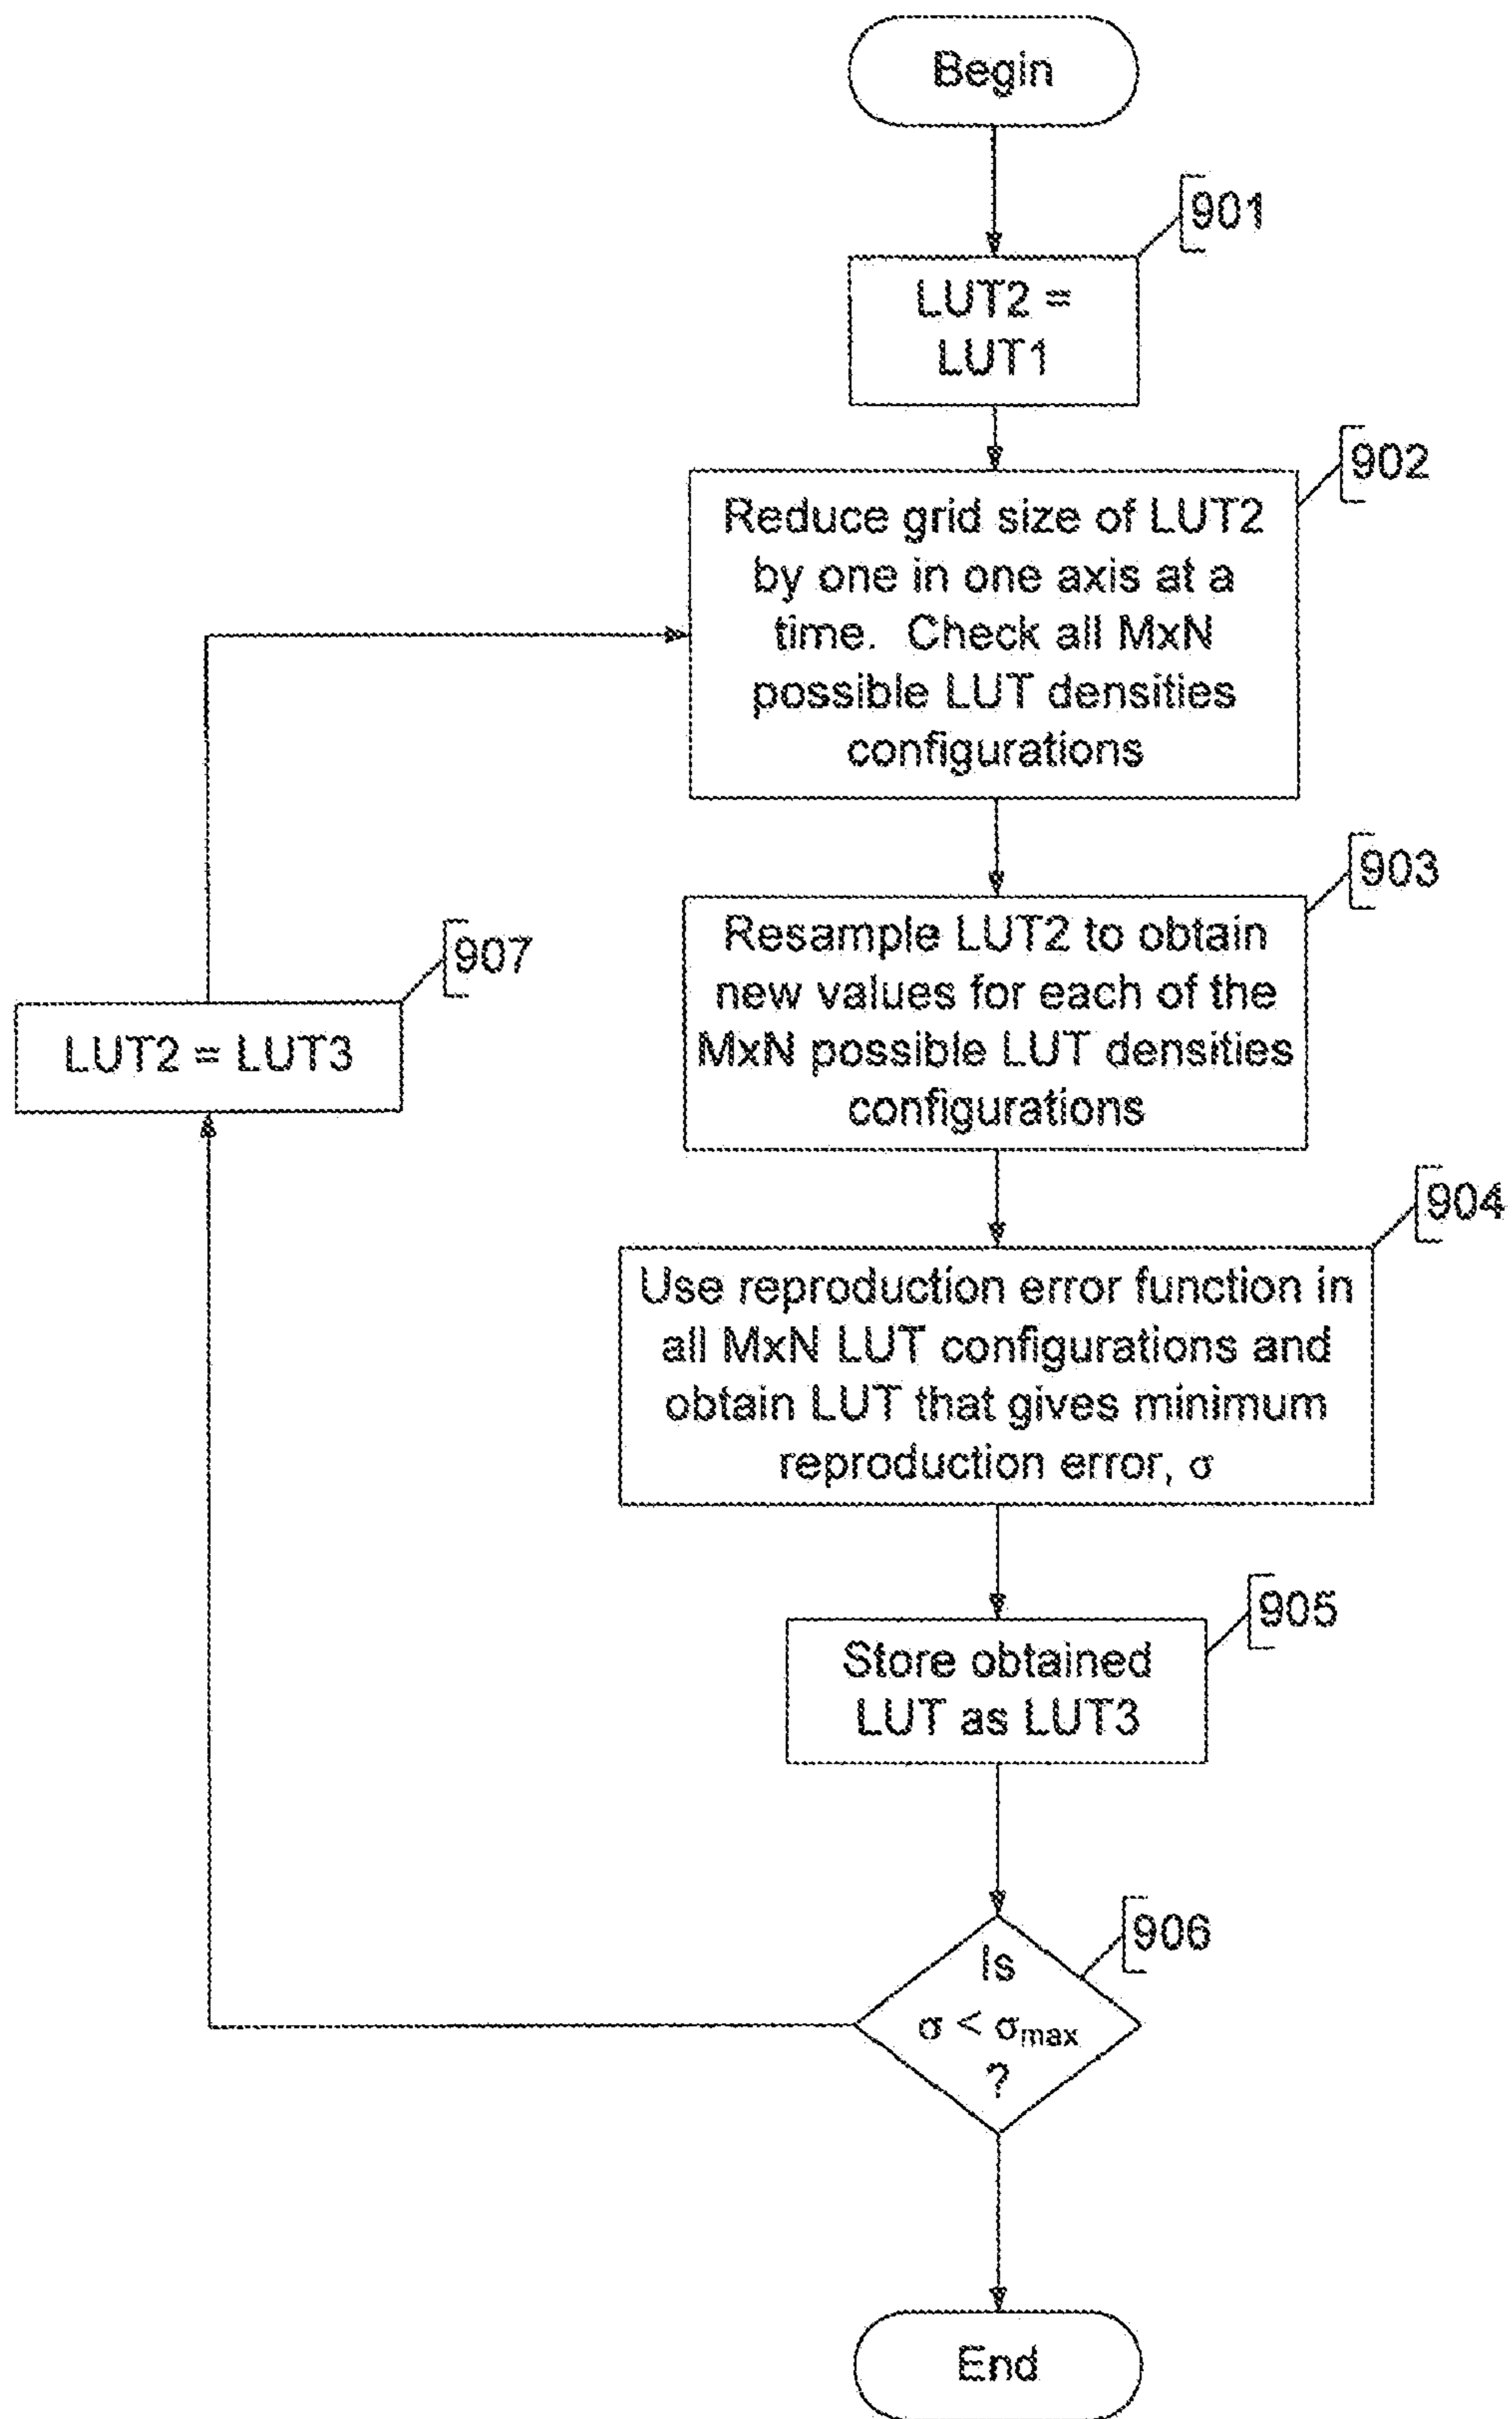 Begin
901
LUT2 =
LUT1
902
Reduce grid size of LUT2
by one in one axis at a
time. Check all MxN
possible LUT densities
configurations
903
Resample LUT2 to obtain
new values for each of the
MxN possible LUT densities
configurations
907
LUT2 = LUT3
904
Use reproduction error function in
all MxN LUT configurations and
obtain LUT that gives minimum
reproduction error, σ
905
Store obtained
LUT as LUT3
906
Is
σ < σmax
?
End